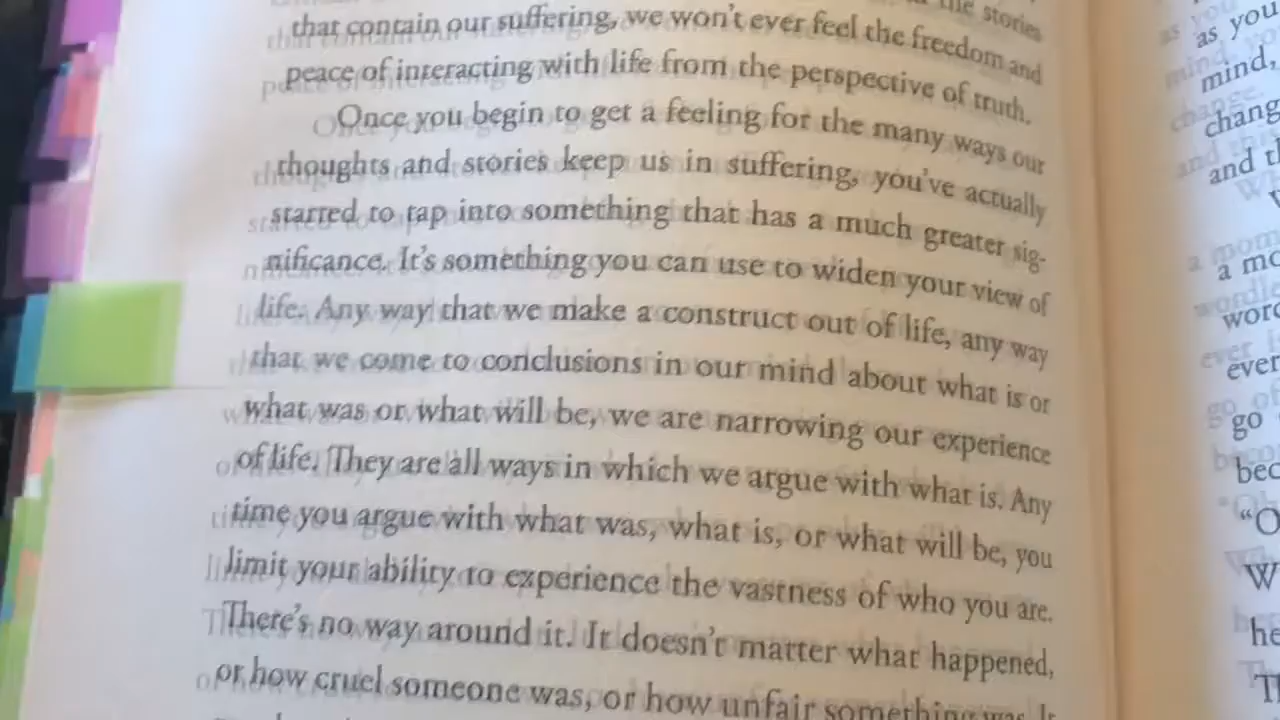 the stories
that contain our suffering, we won't ever feel the freedom and
peace of interacting with life from the perspective of truth.
Once you begin to get a feeling for the many ways our
thoughts and stories keep us in suffering, you've actually
started to tap into something that has a much greater sig-
nificance. It's something you can use to widen your view of
life. Any way that we make a construct out of life, any way
that we come to conclusions in our mind about what is or
what was or what will be, we are narrowing our experience
of life. They are all ways in which we argue with what is. Any
time you argue with what was, what is, or what will be, you
limit your ability to experience the vastness of who you are.
There's no way around it. It doesn't matter what happened,
or how cruel someone was, or how unfair something was. It
as you
mind,
chang
and th
a mo
word
ever
go
bec
"O
W
he